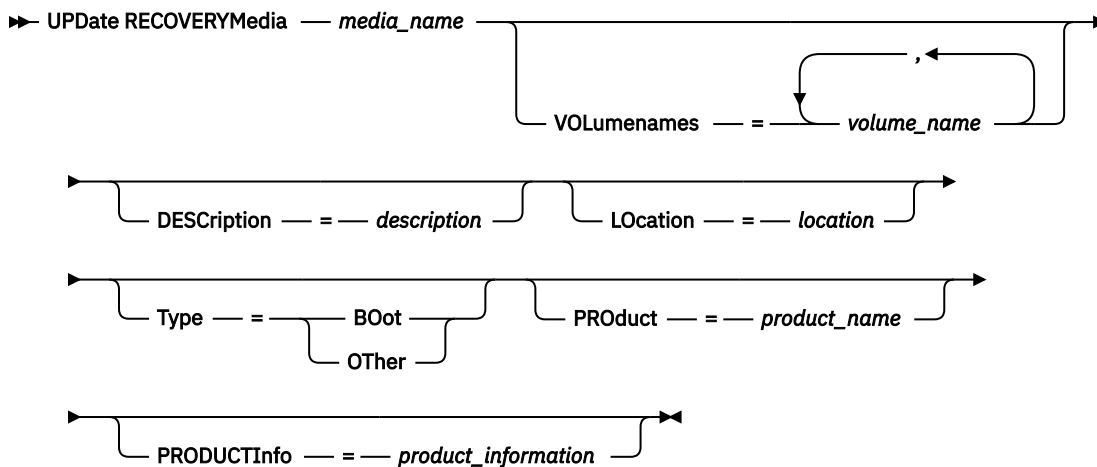 UPDate RECOVERYMedia — media_name
,
VOLumenames — = — volume_name
DESCription — = — description LOcation — = — location
Type — = — BOot PROduct — = — product_name
OTher
PRODUCTInfo — = — product_information